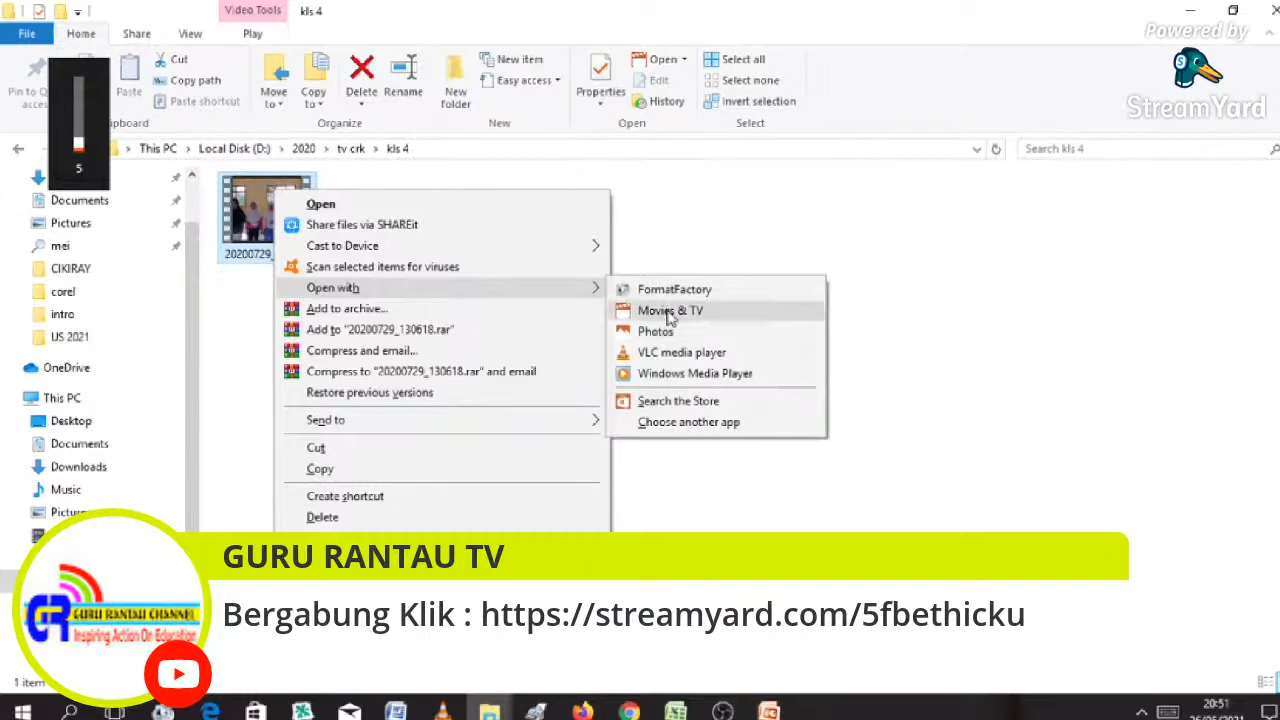 Video Tools
kls 4
File
Home
Share
View
Play
Powered by
StreamYard
Paste
Cut
Copy path
Paste shortcut
Move to
Copy to
Delete
Rename
New folder
New item
Easy access
Properties
Open
Edit
History
Select all
Select none
Invert selection
Organize
New
Open
Select
5
This PC > Local Disk (D:) > 2020 > tv crk > kls 4
Search kls 4
Documents
Pictures
mei
CIKIRAY
corel
intro
US 2021
OneDrive
This PC
Desktop
Documents
Downloads
Music
20200729_
Open
Share files via SHAREit
Cast to Device
Scan selected items for viruses
Open with
Add to archive...
Add to "20200729_130618.rar"
Compress and email...
Compress to "20200729_130618.rar" and email
Restore previous versions
Send to
Cut
Copy
Create shortcut
Delete
FormatFactory
Movies & TV
Photos
VLC media player
Windows Media Player
Search the Store
Choose another app
GURU RANTAU TV
Bergabung Klik : https://streamyard.com/5fbethicku
GR
GURU RANTAU CHANNEL
Inspiring Action On Education
1 item
20:51